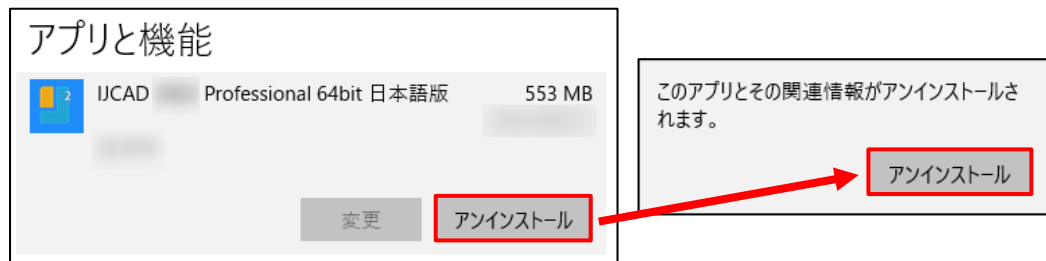 アプリと機能
2
IJCAD Professional 64bit 日本語版
553 MB
変更
アンインストール
このアプリとその関連情報がアンインストールさ
れます。
アンインストール